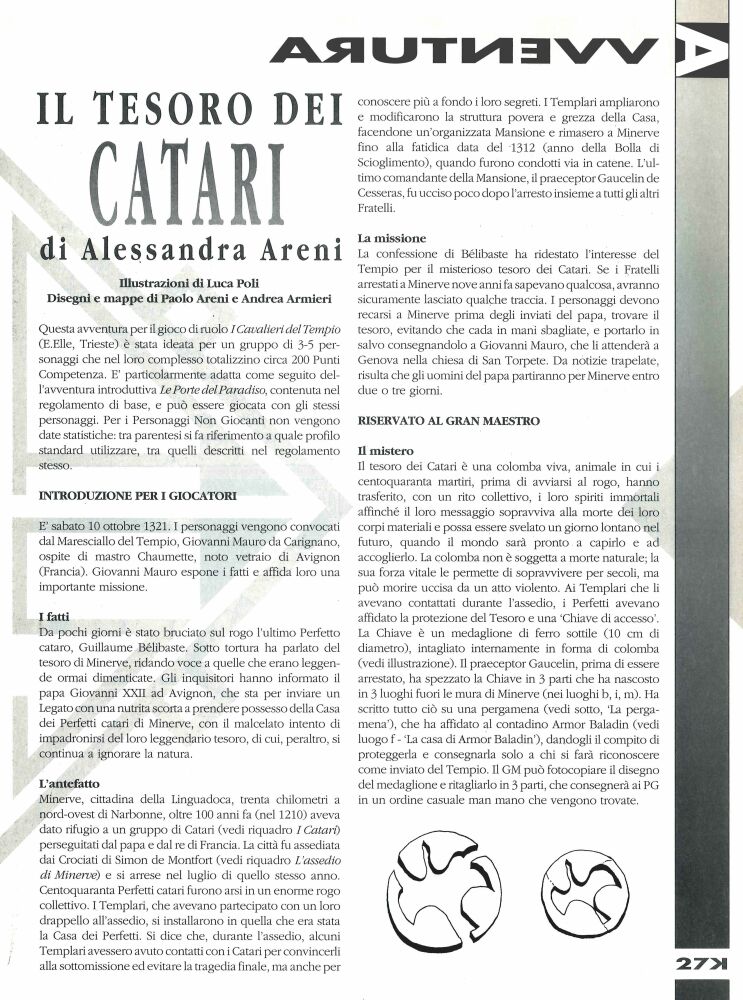 AVVENTURA
IL TESORO DEI
CATARI
di Alessandra Areni
Illustrazioni di Luca Poli
Disegni e mappe di Paolo Areni e Andrea Armieri
Questa avventura per il gioco di ruolo I Cavalieri del Tempio
(E.Elle, Trieste) è stata ideata per un gruppo di 3-5 per-
sonaggi che nel loro complesso totalizzino circa 200 Punti
Competenza. E' particolarmente adatta come seguito del-
l'avventura introduttiva Le Porte del Paradiso, contenuta nel
regolamento di base, e può essere giocata con gli stessi
personaggi. Per i Personaggi Non Giocanti non vengono
date statistiche: tra parentesi si fa riferimento a quale profilo
standard utilizzare, tra quelli descritti nel regolamento
stesso.
INTRODUZIONE PER I GIOCATORI
E' sabato 10 ottobre 1321. I personaggi vengono convocati
dal Maresciallo del Tempio, Giovanni Mauro da Carignano,
ospite di mastro Chaumette, noto vetraio di Avignon
(Francia). Giovanni Mauro espone i fatti e affida loro una
importante missione.
I fatti
Da pochi giorni è stato bruciato sul rogo l'ultimo Perfetto
cataro, Guillaume Bélibaste. Sotto tortura ha parlato del
tesoro di Minerve, ridando voce a quelle che erano leggen-
de ormai dimenticate. Gli inquisitori hanno informato il
papa Giovanni XXII ad Avignon, che sta per inviare un
Legato con una nutrita scorta a prendere possesso della Casa
dei Perfetti catari di Minerve, con il malcelato intento di
impadronirsi del loro leggendario tesoro, di cui, peraltro, si
continua a ignorare la natura.
L'antefatto
Minerve, cittadina della Linguadoca, trenta chilometri a
nord-ovest di Narbonne, oltre 100 anni fa (nel 1210) aveva
dato rifugio a un gruppo di Catari (vedi riquadro I Catari)
perseguitati dal papa e dal re di Francia. La città fu assediata
dai Crociati di Simon de Montfort (vedi riquadro L'assedio
di Minerve) e si arrese nel luglio di quello stesso anno.
Centoquaranta Perfetti catari furono arsi in un enorme rogo
collettivo. I Templari, che avevano partecipato con un loro
drappello all'assedio, si installarono in quella che era stata
la Casa dei Perfetti. Si dice che, durante l'assedio, alcuni
Templari avessero avuto contatti con i Catari per convincerli
alla sottomissione ed evitare la tragedia finale, ma anche per
conoscere più a fondo i loro segreti. I Templari ampliarono
e modificarono la struttura povera e grezza della Casa,
facendone un'organizzata Mansione e rimasero a Minerve
fino alla fatidica data del 1312 (anno della Bolla di
Scioglimento), quando furono condotti via in catene. L'ul-
timo comandante della Mansione, il praeceptor Gaucelin de
Cesseras, fu ucciso poco dopo l'arresto insieme a tutti gli altri
Fratelli.
La missione
La confessione di Bélibaste ha ridestato l'interesse del
Tempio per il misterioso tesoro dei Catari. Se i Fratelli
arrestati a Minerve nove anni fa sapevano qualcosa, avranno
sicuramente lasciato qualche traccia. I personaggi devono
recarsi a Minerve prima degli inviati del papa, trovare il
tesoro, evitando che cada in mani sbagliate, e portarlo in
salvo consegnandolo a Giovanni Mauro, che li attenderà a
Genova nella chiesa di San Torpete. Da notizie trapelate,
risulta che gli uomini del papa partiranno per Minerve entro
due o tre giorni.
RISERVATO AL GRAN MAESTRO
Il mistero
Il tesoro dei Catari è una colomba viva, animale in cui i
centoquaranta martiri, prima di avviarsi al rogo, hanno
trasferito, con un rito collettivo, i loro spiriti immortali
affinché il loro messaggio sopravviva alla morte dei loro
corpi materiali e possa essere svelato un giorno lontano nel
futuro, quando il mondo sarà pronto a capirlo e ad
accoglierlo. La colomba non è soggetta a morte naturale; la
sua forza vitale le permette di sopravvivere per secoli, ma
può morire uccisa da un atto violento. Ai Templari che li
avevano contattati durante l'assedio, i Perfetti avevano
affidato la protezione del Tesoro e una 'Chiave di accesso'.
La Chiave è un medaglione di ferro sottile (10 cm di
diametro), intagliato internamente in forma di colomba
(vedi illustrazione). Il praeceptor Gaucelin, prima di essere
arrestato, ha spezzato la Chiave in 3 parti che ha nascosto
in 3 luoghi fuori le mura di Minerve (nei luoghi b, i, m). Ha
scritto tutto ciò su una pergamena (vedi sotto, 'La perga-
mena'), che ha affidato al contadino Armor Baladin (vedi
luogo f - 'La casa di Armor Baladin'), dandogli il compito di
proteggerla e consegnarla solo a chi si farà riconoscere
come inviato del Tempio. Il GM può fotocopiare il disegno
del medaglione e ritagliarlo in 3 parti, che consegnerà ai PG
in un ordine casuale man mano che vengono trovate.
27K